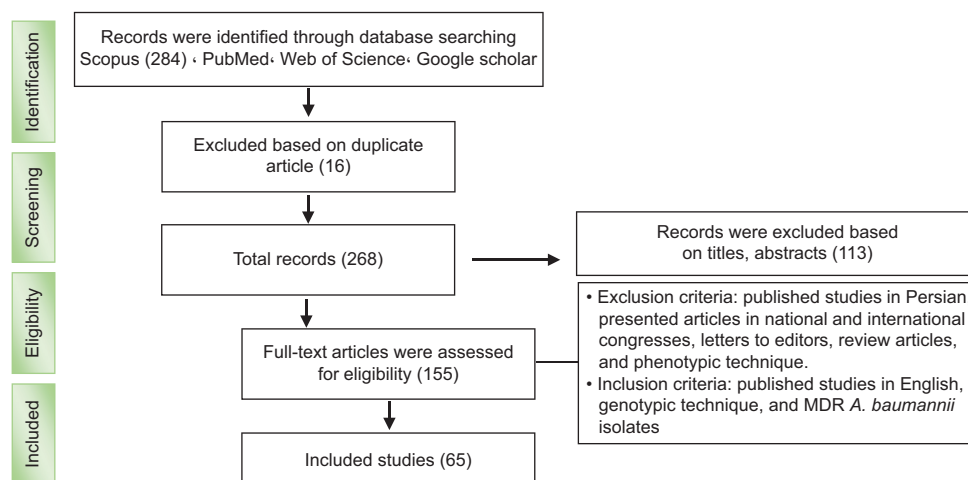 Identification
Records were identified through database searching
Scopus (284) ، PubMed، Web of Science، Google scholar
Excluded based on duplicate
article (16)
Screening
Total records (268)
Records were excluded based
on titles, abstracts (113)
Eligibility
Full-text articles were assessed
for eligibility (155)
• Exclusion criteria: published studies in Persian
presented articles in national and international
congresses, letters to editors, review articles,
and phenotypic technique.
• Inclusion criteria: published studies in English,
genotypic technique, and MDR A. baumannii
isolates
Included
Included studies (65)